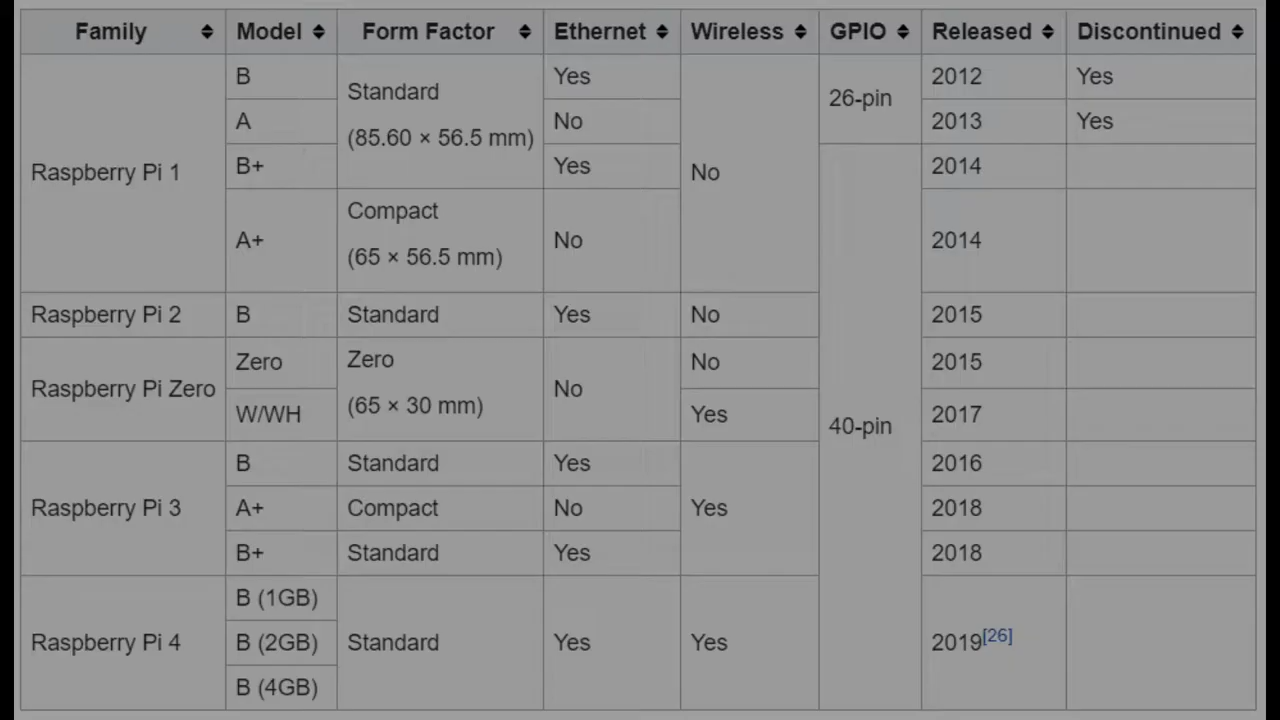 Family Model Form Factor Ethernet Wireless GPIO Released Discontinued
Raspberry Pi 1 B Standard (85.60 × 56.5 mm) Yes No 26-pin 2012 Yes
A No 2013 Yes
B+ Yes 40-pin 2014
A+ Compact (65 × 56.5 mm) No 2014
Raspberry Pi 2 B Standard Yes No 2015
Raspberry Pi Zero Zero Zero (65 × 30 mm) No No 2015
W/WH Yes 2017
Raspberry Pi 3 B Standard Yes Yes 2016
A+ Compact No 2018
B+ Standard Yes 2018
Raspberry Pi 4 B (1GB) Standard Yes Yes 2019[26]
B (2GB)
B (4GB)